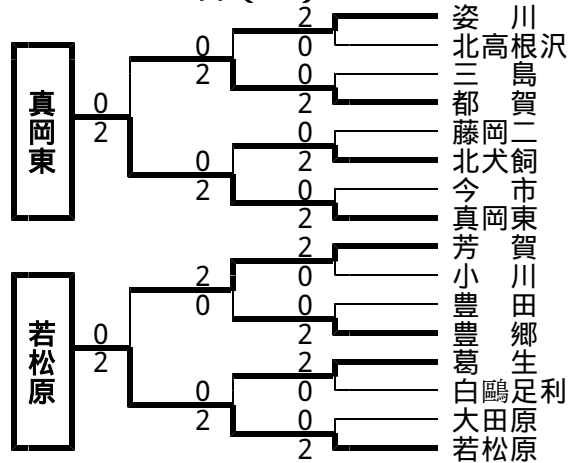 2
姿 川
0
0
北高根沢
2
0
三 島
2
都 賀
真岡東
0
2
0
藤岡二
0
2
北犬飼
2
0
今 市
2
真岡東
2
芳 賀
2
0
小 川
0
0
豊 田
2
豊 郷
若松原
0
2
2
葛 生
0
0
白鷗足利
2
0
大田原
2
若松原